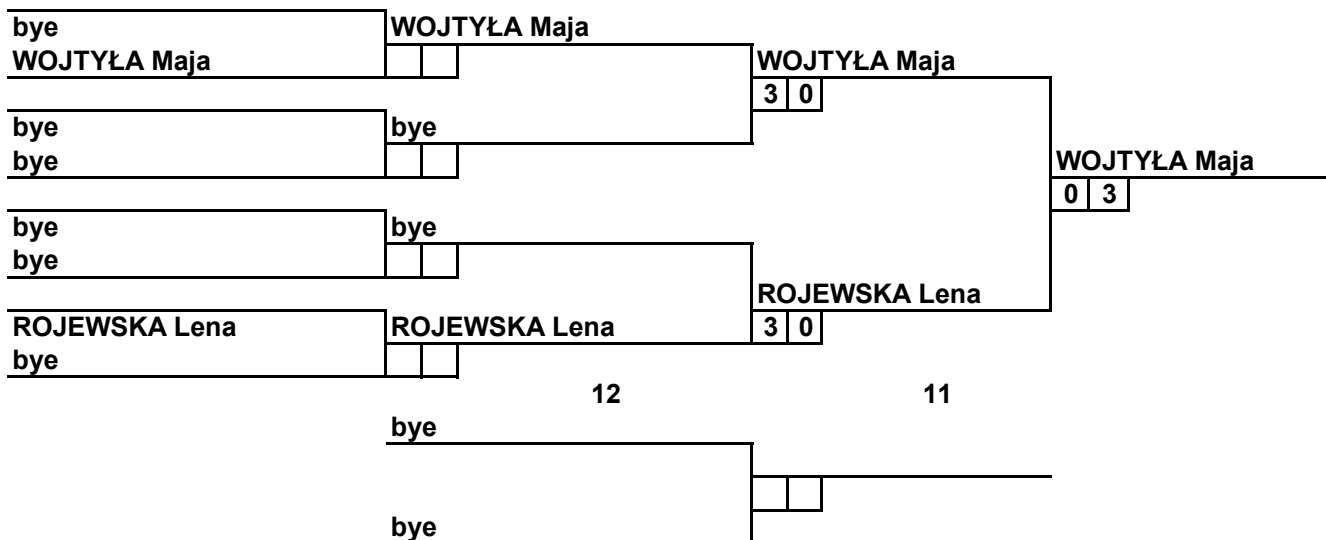 bye WOJTYŁA Maja
WOJTYŁA Maja WOJTYŁA Maja
3 0
bye bye
bye WOJTYŁA Maja
0 3
bye bye
bye
ROJEWSKA Lena
ROJEWSKA Lena ROJEWSKA Lena 3 0
bye
12 11
bye
bye